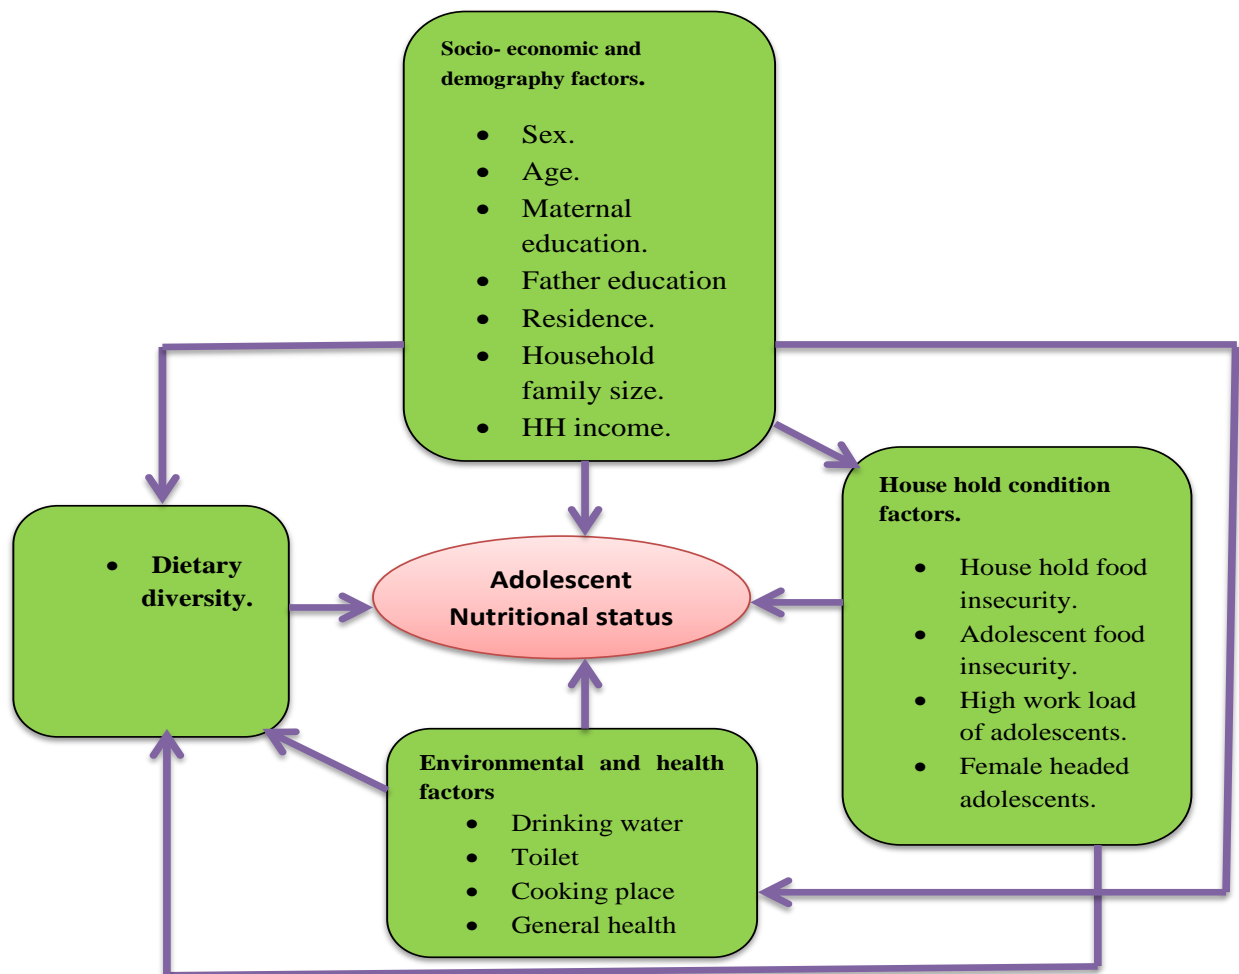 Socio- economic and
demography factors.
• Sex.
• Age.
• Maternal
education.
• Father education
• Residence.
• Household
family size.
• HH income.
House hold condition
factors.
• House hold food
insecurity.
• Adolescent food
insecurity.
• High work load
of adolescents.
• Female headed
adolescents.
• Dietary
diversity.
Adolescent
Nutritional status
Environmental and health
factors
• Drinking water
• Toilet
• Cooking place
• General health